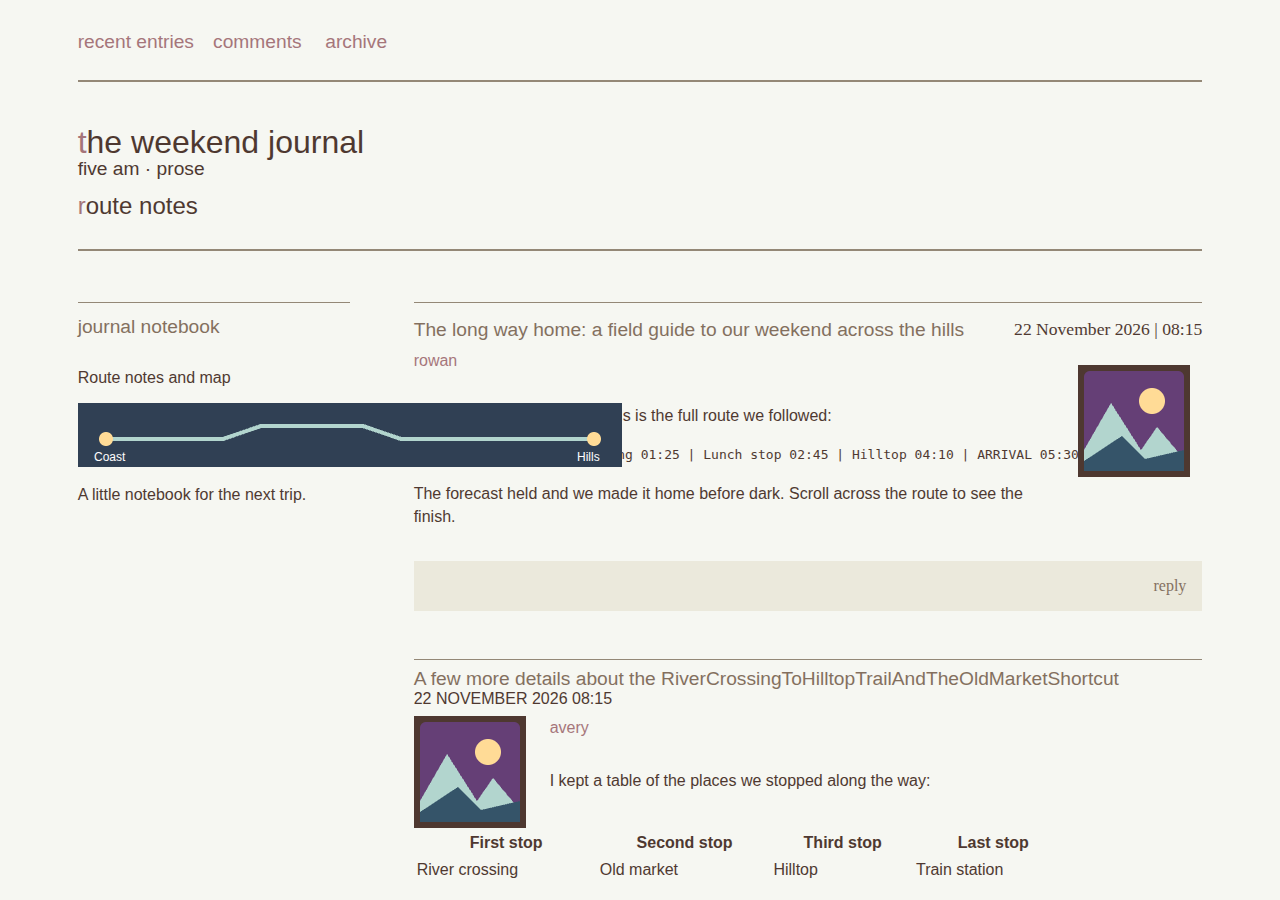 recent entries comments archive
the weekend journal
five am · prose
route notes
journal notebook
Route notes and map
Coast Hills
A little notebook for the next trip.
The long way home: a field guide to our weekend across the hills 22 November 2026 | 08:15
rowan
is the full route we followed:
01:25 | Lunch stop 02:45 | Hilltop 04:10 | ARRIVAL 05:30
The forecast held and we made it home before dark. Scroll across the route to see the
finish.
reply
A few more details about the RiverCrossingToHilltopTrailAndTheOldMarketShortcut
22 NOVEMBER 2026 08:15
avery
I kept a table of the places we stopped along the way:
First stop Second stop Third stop Last stop
River crossing Old market Hilltop Train station